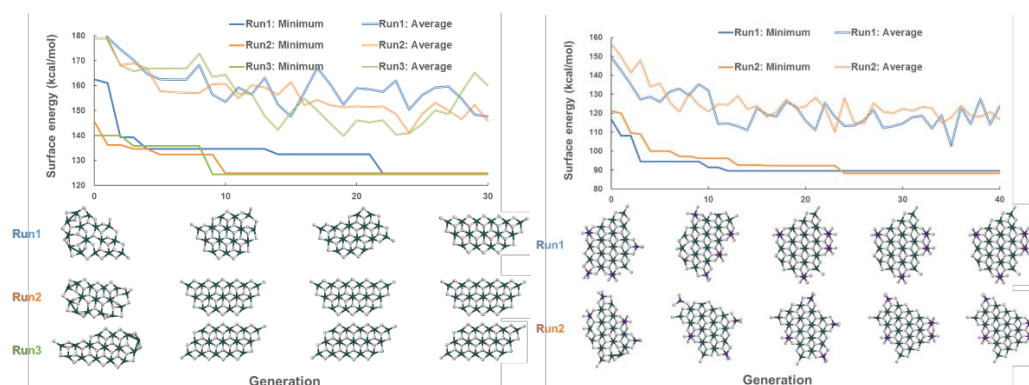 Run1: Minimum
Run1: Average
Run2: Minimum
Run2: Average
Run3: Minimum
Run3: Average
Surface energy (kcal/mol)
180
170
160
150
140
130
120
0
10
20
30
Run1
Run2
Run3
Generation
Run1: Minimum
Run1: Average
Run2: Minimum
Run2: Average
Surface energy (kcal/mol)
160
150
140
130
120
110
100
90
80
0
10
20
30
40
Run1
Run2
Generation